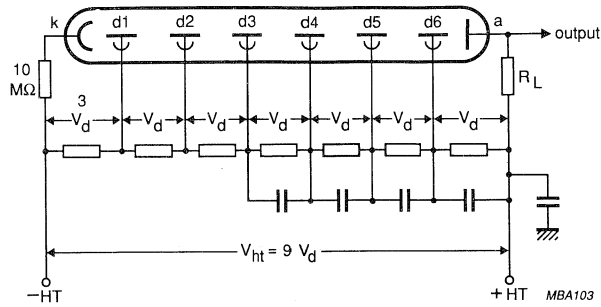 k d1 d2 d3 d4 d5 d6 a
output
10 MΩ
R_L
3 V_d V_d V_d V_d V_d V_d V_d
V_ht = 9 V_d
−HT
+HT
MBA103